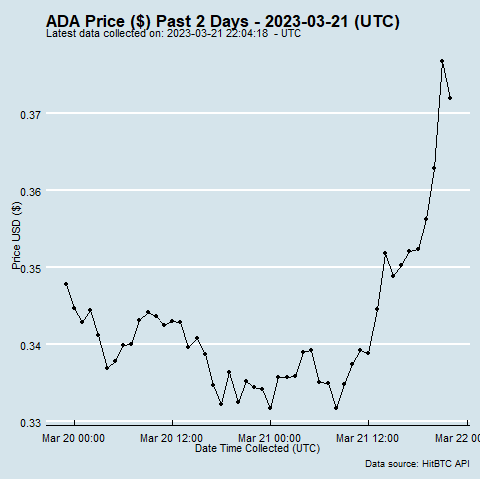 ADA Price ($) Past 2 Days - 2023-03-21 (UTC)
Latest data collected on: 2023-03-21 22:04:18 - UTC
Price USD ($)
0.37
0.36
0.35
0.34
0.33
Mar 20 00:00 Mar 20 12:00 Mar 21 00:00 Mar 21 12:00 Mar 22 0
Date Time Collected (UTC)
Data source: HitBTC API